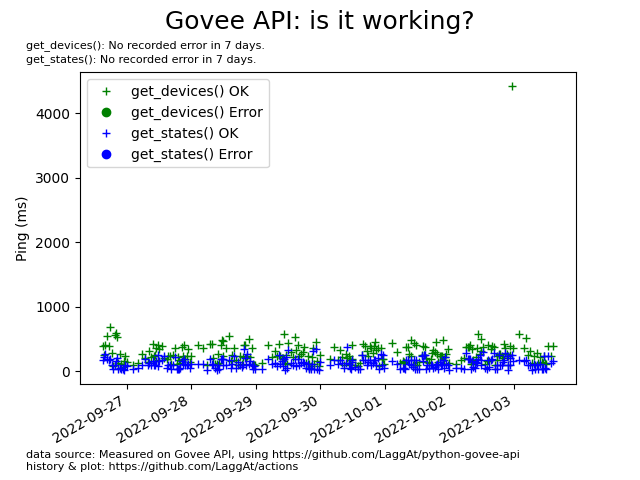 Govee API: is it working?
get_devices(): No recorded error in 7 days.
get_states(): No recorded error in 7 days.
get_devices() OK
get_devices() Error
get_states() OK
get_states() Error
Ping (ms)
4000
3000
2000
1000
0
2022-09-27
2022-09-28
2022-09-29
2022-09-30
2022-10-01
2022-10-02
2022-10-03
data source: Measured on Govee API, using https://github.com/LaggAt/python-govee-api
history & plot: https://github.com/LaggAt/actions